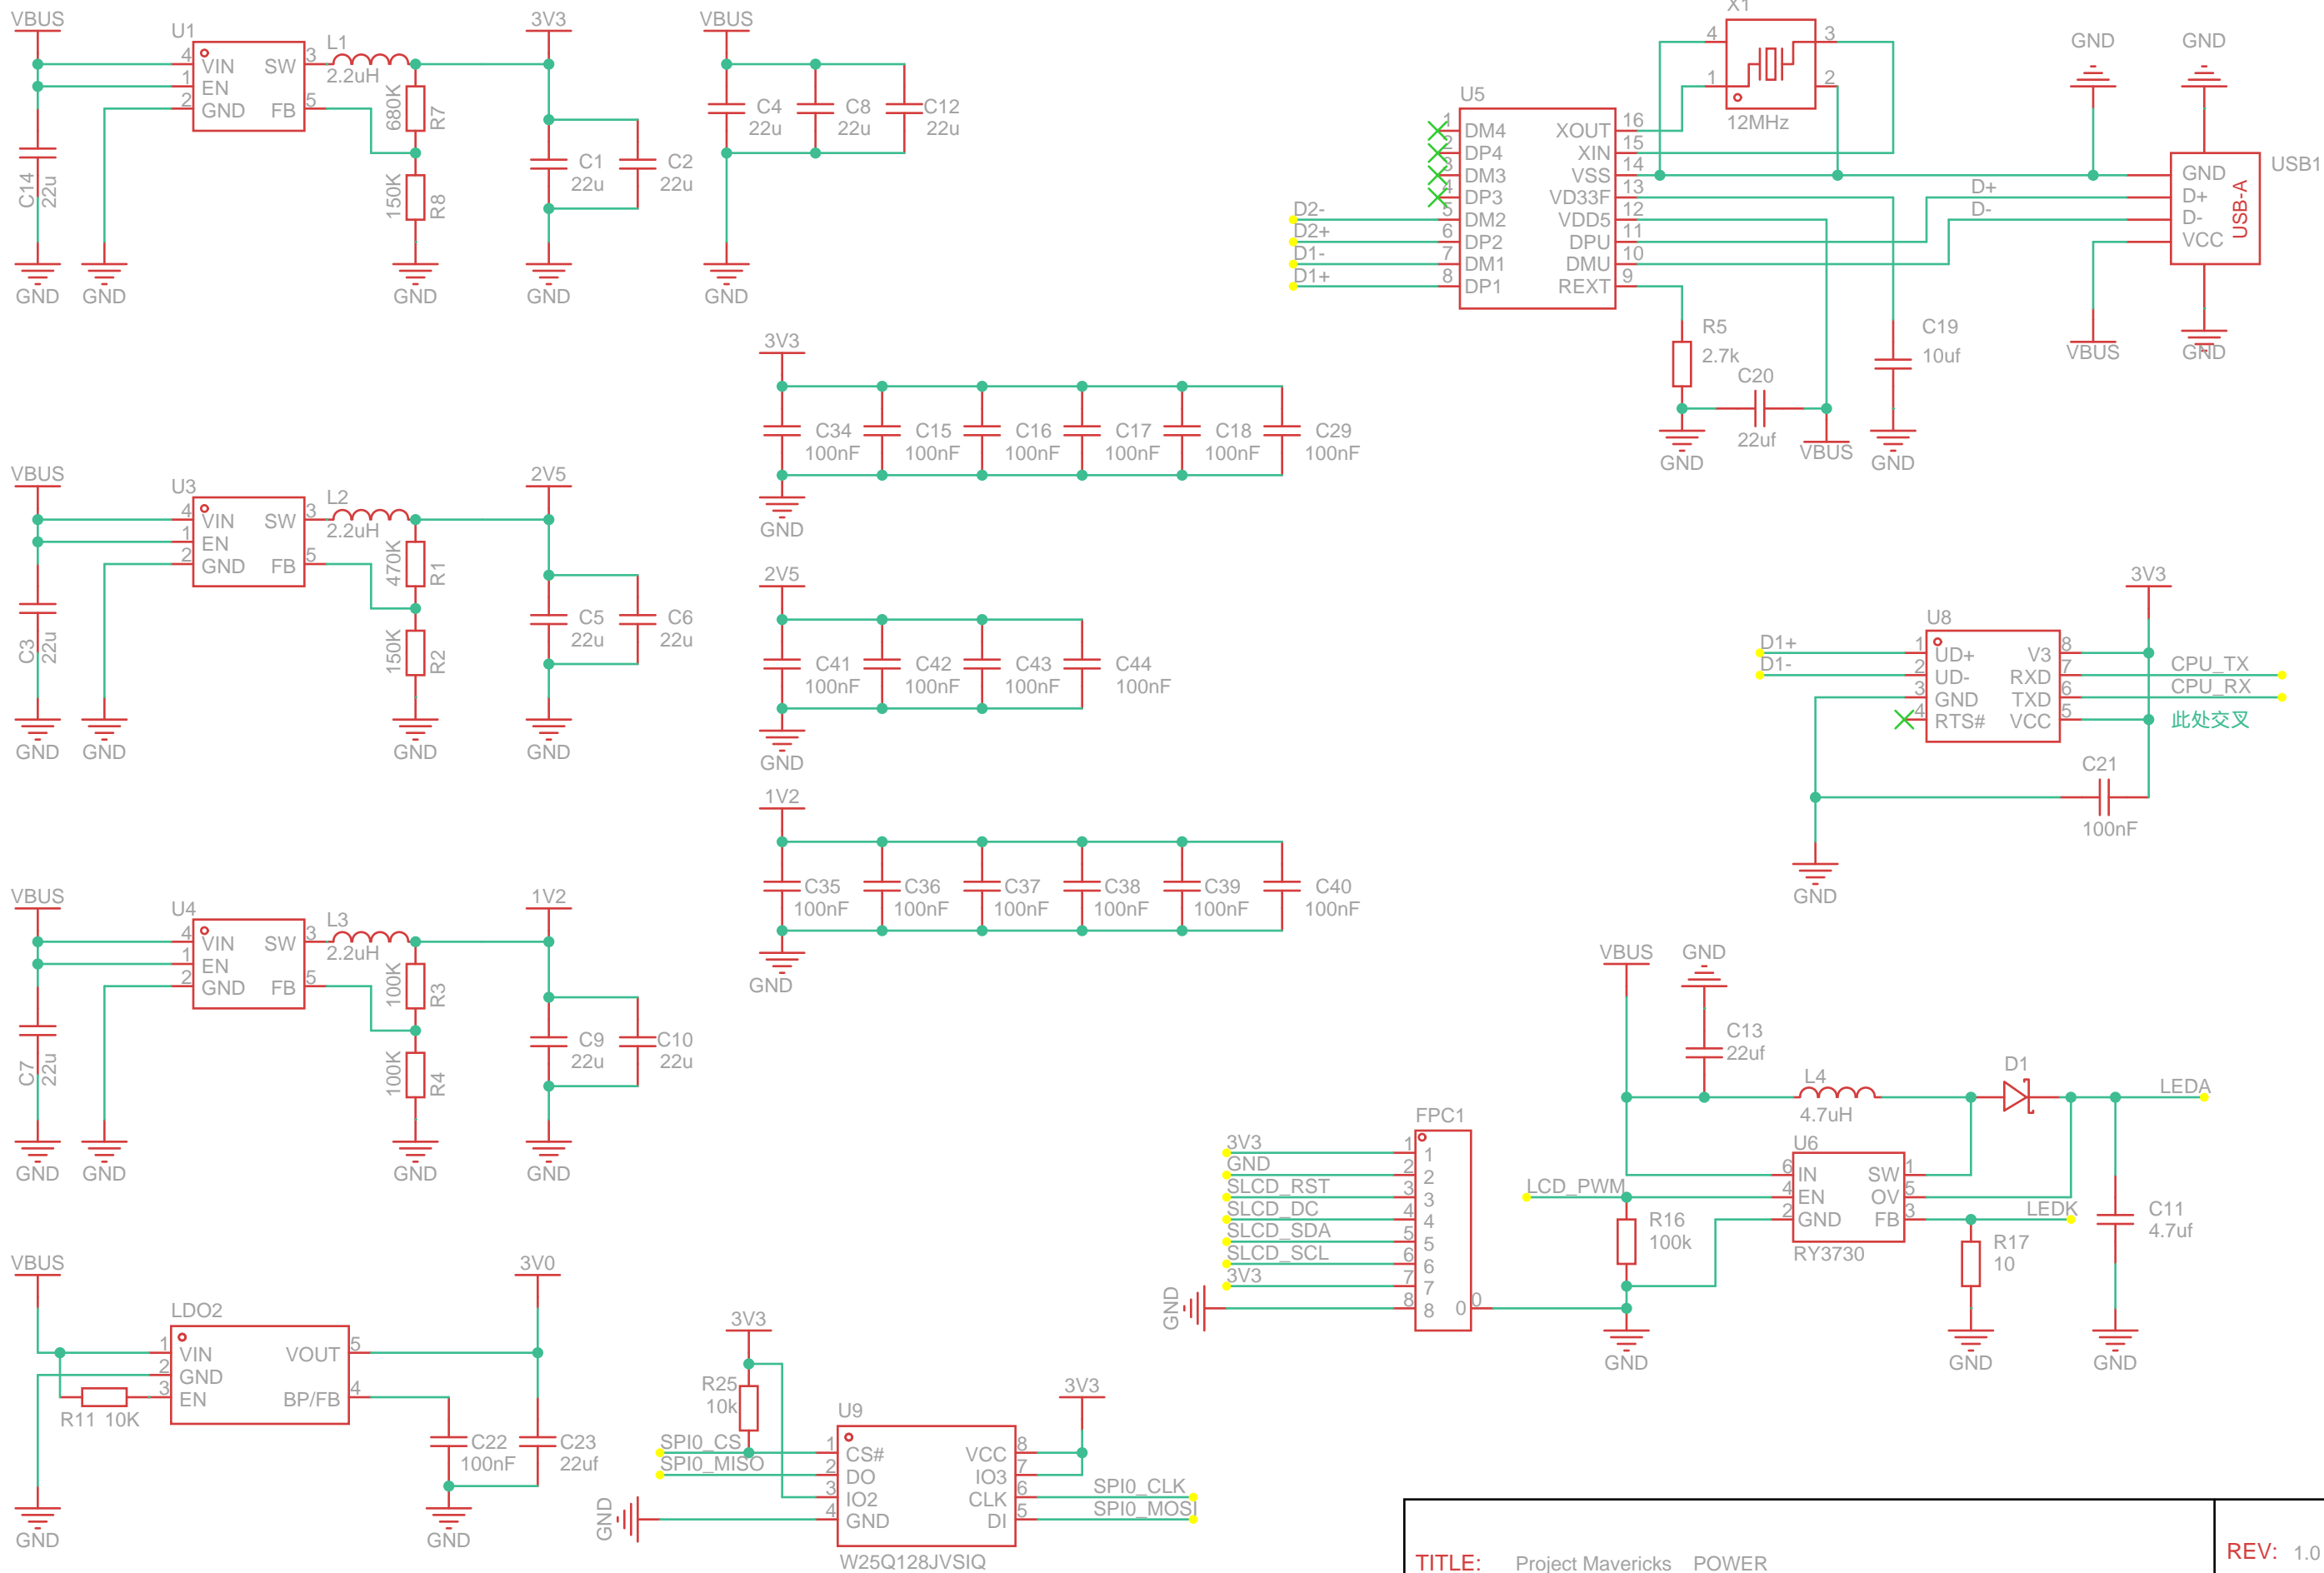 VBUS
U1
4
VIN
1
EN
2
GND
SW
3
FB
5
L1
2.2uH
680K
R7
150K
R8
3V3
C14
22u
C1
22u
C2
22u
GND
GND
GND
GND
VBUS
C4
22u
C8
22u
C12
22u
GND
X1
4
3
1
2
12MHz
U5
1
DM4
2
DP4
3
DM3
4
DP3
5
DM2
6
DP2
7
DM1
8
DP1
XOUT
16
XIN
15
VSS
14
VD33F
13
VDD5
12
DPU
11
DMU
10
REXT
9
D2-
D2+
D1-
D1+
GND
GND
GND
D+
D-
VCC
USB-A
USB1
D+
D-
R5
2.7k
C20
22uf
C19
10uf
VBUS
GND
GND
VBUS
GND
3V3
C34
100nF
C15
100nF
C16
100nF
C17
100nF
C18
100nF
C29
100nF
GND
VBUS
U3
4
VIN
1
EN
2
GND
SW
3
FB
5
L2
2.2uH
470K
R1
150K
R2
2V5
C3
22u
C5
22u
C6
22u
GND
GND
GND
GND
2V5
C41
100nF
C42
100nF
C43
100nF
C44
100nF
GND
3V3
U8
D1+
D1-
1
UD+
2
UD-
3
GND
4
RTS#
V3
8
RXD
7
TXD
6
VCC
5
CPU_TX
CPU_RX
此处交叉
C21
100nF
GND
1V2
C35
100nF
C36
100nF
C37
100nF
C38
100nF
C39
100nF
C40
100nF
GND
VBUS
U4
4
VIN
1
EN
2
GND
SW
3
FB
5
L3
2.2uH
100K
R3
100K
R4
1V2
C7
22u
C9
22u
C10
22u
GND
GND
GND
GND
VBUS
GND
C13
22uf
L4
4.7uH
D1
LEDA
U6
6
IN
4
EN
2
GND
SW
1
OV
5
FB
3
RY3730
LEDK
C11
4.7uf
R17
10
LCD_PWM
R16
100k
GND
GND
GND
FPC1
3V3
GND
SLCD_RST
SLCD_DC
SLCD_SDA
SLCD_SCL
3V3
GND
1
1
2
2
3
3
4
4
5
5
6
6
7
7
8
8
0
0
VBUS
LDO2
1
VIN
2
GND
3
EN
VOUT
5
BP/FB
4
R11 10K
3V0
C22
100nF
C23
22uf
GND
GND
3V3
R25
10k
U9
SPI0_CS
SPI0_MISO
GND
1
CS#
2
DO
3
IO2
4
GND
VCC
8
IO3
7
CLK
6
DI
5
3V3
SPI0_CLK
SPI0_MOSI
W25Q128JVSIQ
TITLE: Project Mavericks POWER
REV: 1.0